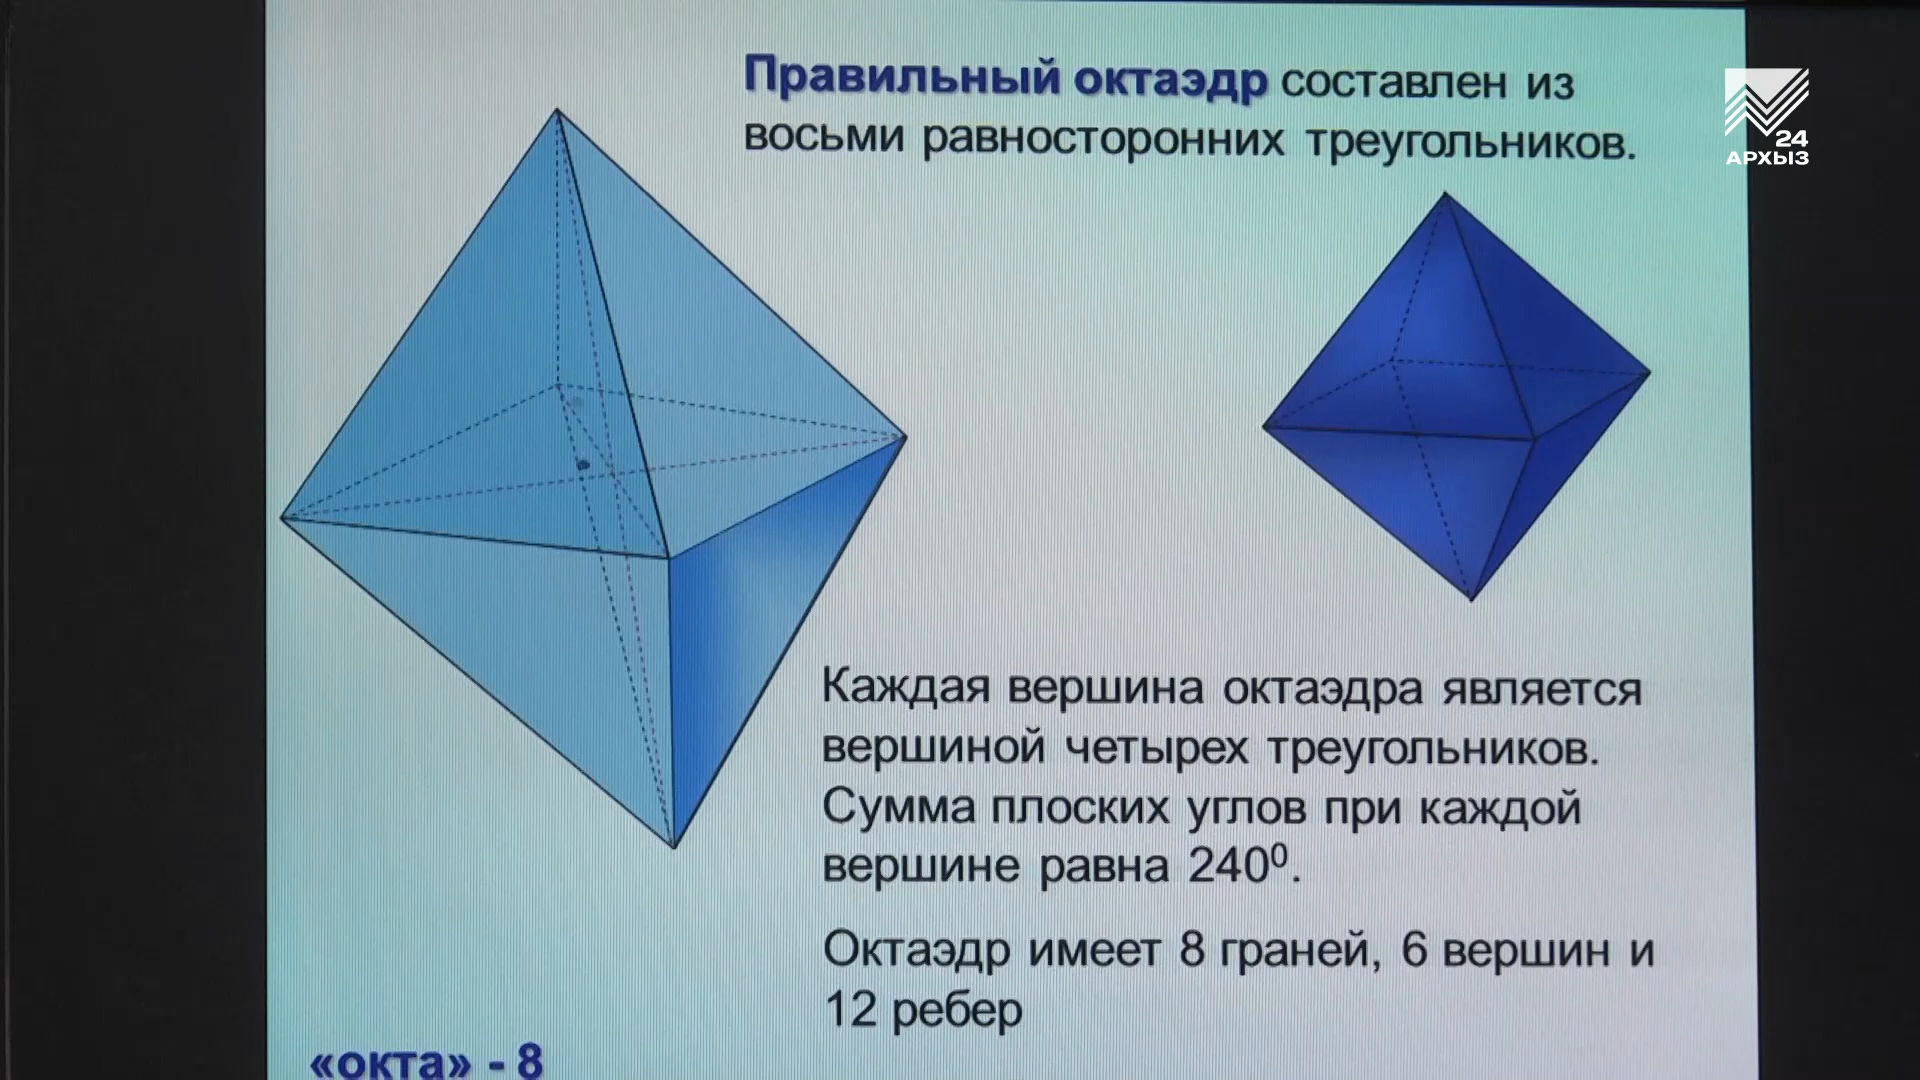 Правильный октаэдр составлен из
восьми равносторонних треугольников.
24
АРХЫЗ
Каждая вершина октаэдра является
вершиной четырех треугольников.
Сумма плоских углов при каждой
вершине равна 240⁰.
Октаэдр имеет 8 граней, 6 вершин и
12 ребер
«окта» - 8